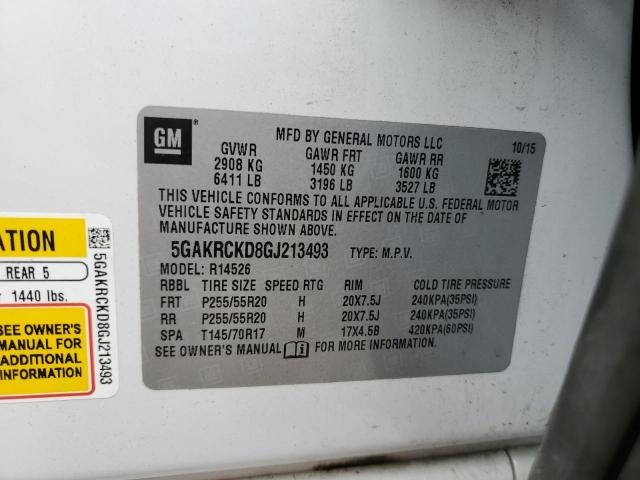 GM
®
MFD BY GENERAL MOTORS LLC 10/15
GVWR GAWR FRT GAWR RR
2908 KG 1450 KG 1600 KG
6411 LB 3196 LB 3527 LB
THIS VEHICLE CONFORMS TO ALL APPLICABLE U.S. FEDERAL MOTOR
VEHICLE SAFETY STANDARDS IN EFFECT ON THE DATE OF
MANUFACTURE SHOWN ABOVE.
5GAKRCKD8GJ213493 TYPE: M.P.V.
MODEL: R14526
RBBL TIRE SIZE SPEED RTG RIM COLD TIRE PRESSURE
FRT P255/55R20 H 20X7.5J 240KPA(35PSI)
RR P255/55R20 H 20X7.5J 240KPA(35PSI)
SPA T145/70R17 M 17X4.5B 420KPA(60PSI)
SEE OWNER'S MANUAL FOR MORE INFORMATION.
ATION
REAR 5
1440 lbs.
SEE OWNER'S
MANUAL FOR
ADDITIONAL
INFORMATION
5GAKRCKD8GJ213493